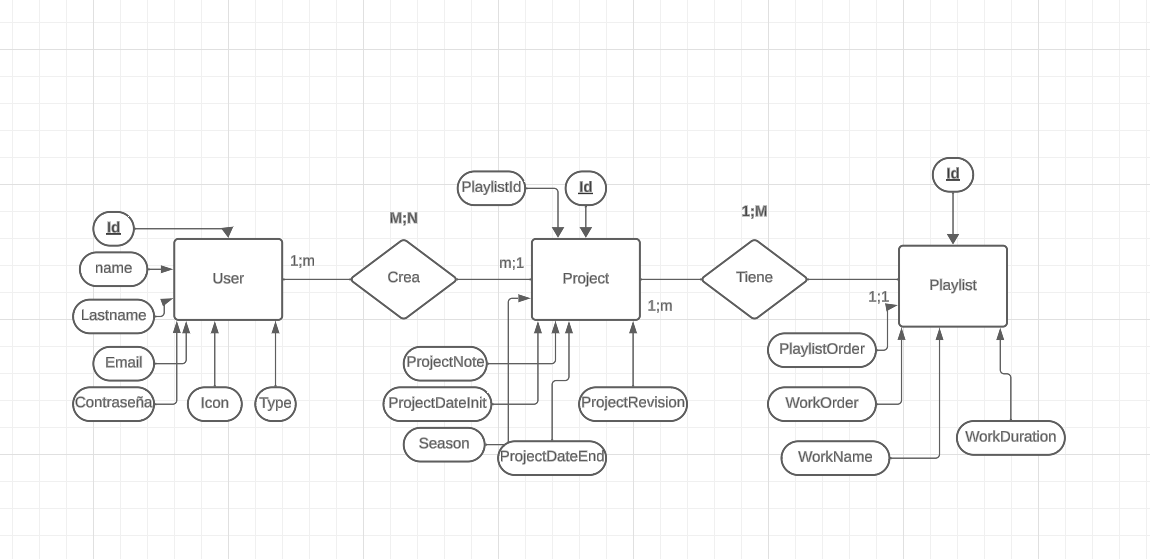 Id
PlaylistId
Id
M;N
1;M
Id
name
1;m
User
Crea
m;1
Project
Tiene
Playlist
Lastname
1;m
1;1
Email
ProjectNote
PlaylistOrder
Contraseña
Icon
Type
ProjectDateInit
ProjectRevision
WorkOrder
Season
ProjectDateEnd
WorkName
WorkDuration